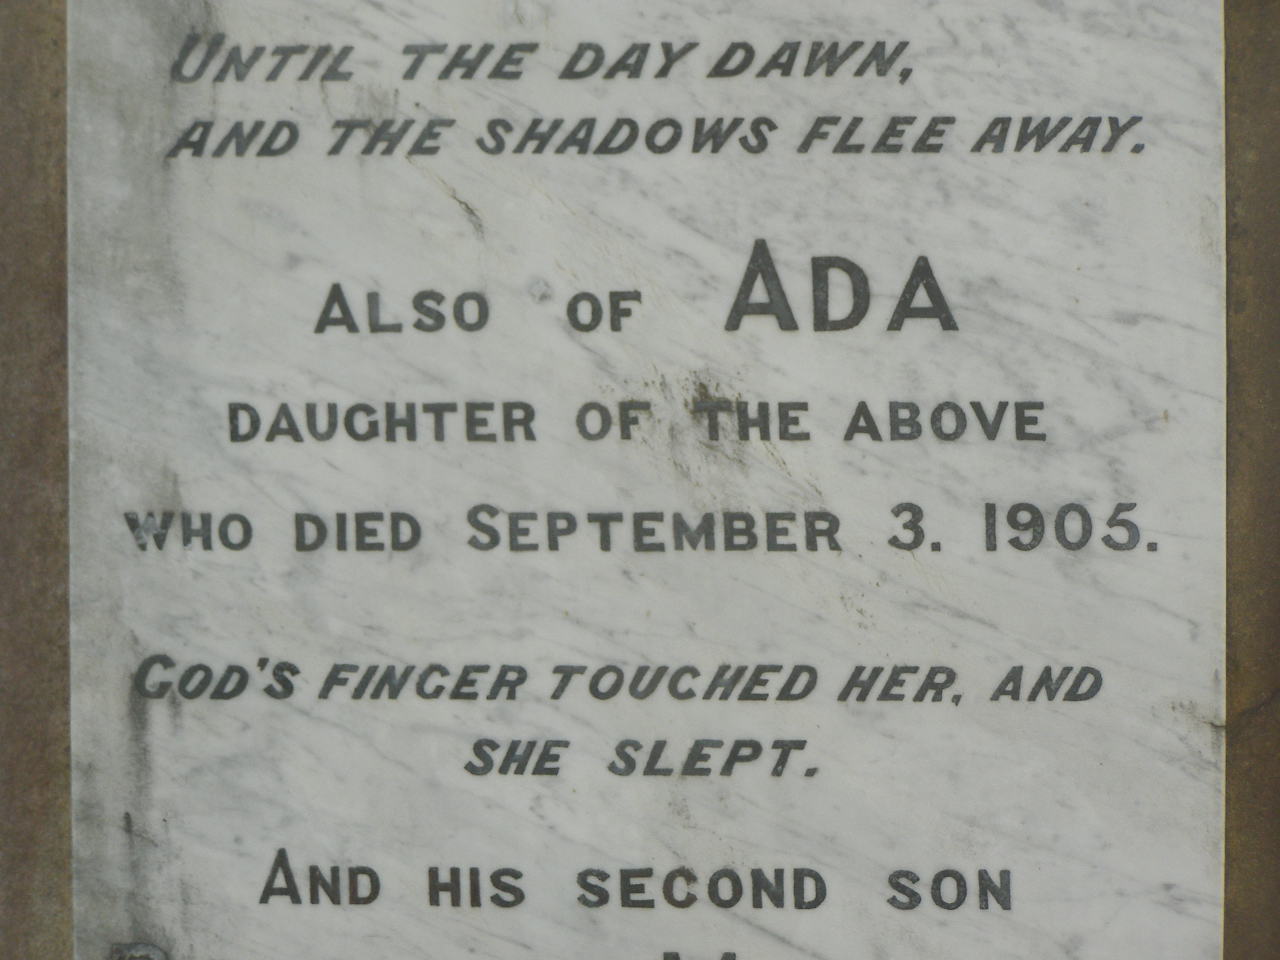 UNTIL THE DAY DAWN,
AND THE SHADOWS FLEE AWAY.
ALSO OF ADA
DAUGHTER OF THE ABOVE
WHO DIED SEPTEMBER 3. 1905.
GOD'S FINGER TOUCHED HER, AND
SHE SLEPT.
AND HIS SECOND SON